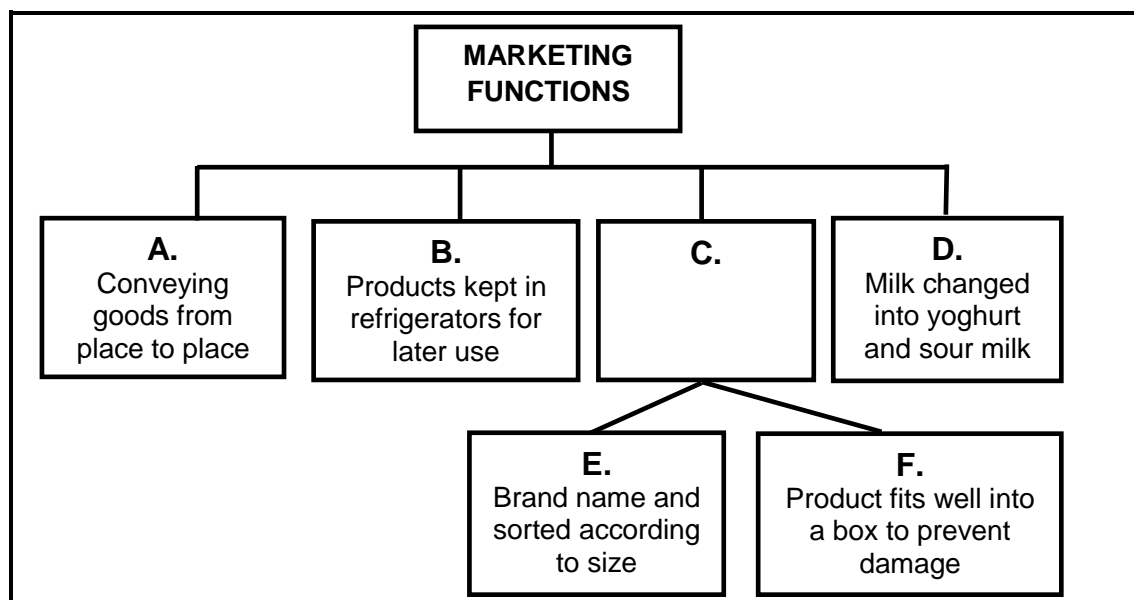 MARKETING
FUNCTIONS
A.
Conveying
goods from
place to place
B.
Products kept in
refrigerators for
later use
C.
D.
Milk changed
into yoghurt
and sour milk
E.
Brand name and
sorted according
to size
F.
Product fits well into
a box to prevent
damage